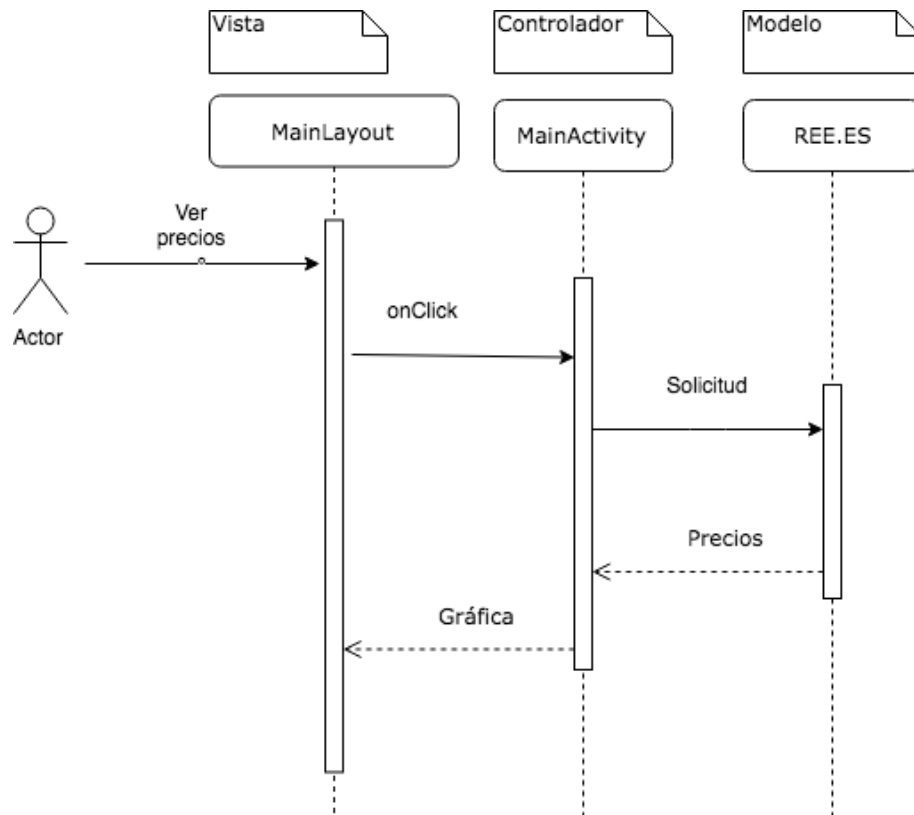 Vista
Controlador
Modelo
MainLayout
MainActivity
REE.ES
Ver
precios
Actor
onClick
Solicitud
Precios
Gráfica